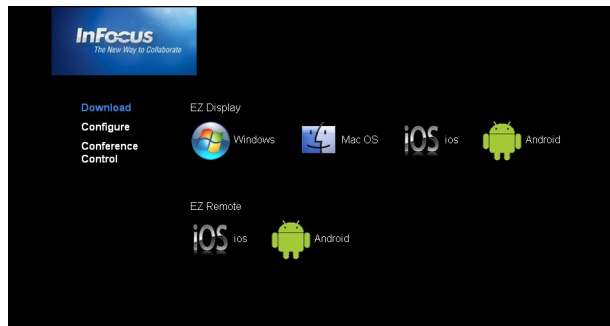 InFocus
The New Way to Collaborate
Download
Configure
Conference
Control
EZ Display
Windows
Mac OS
iOS ios
Android
EZ Remote
iOS ios
Android